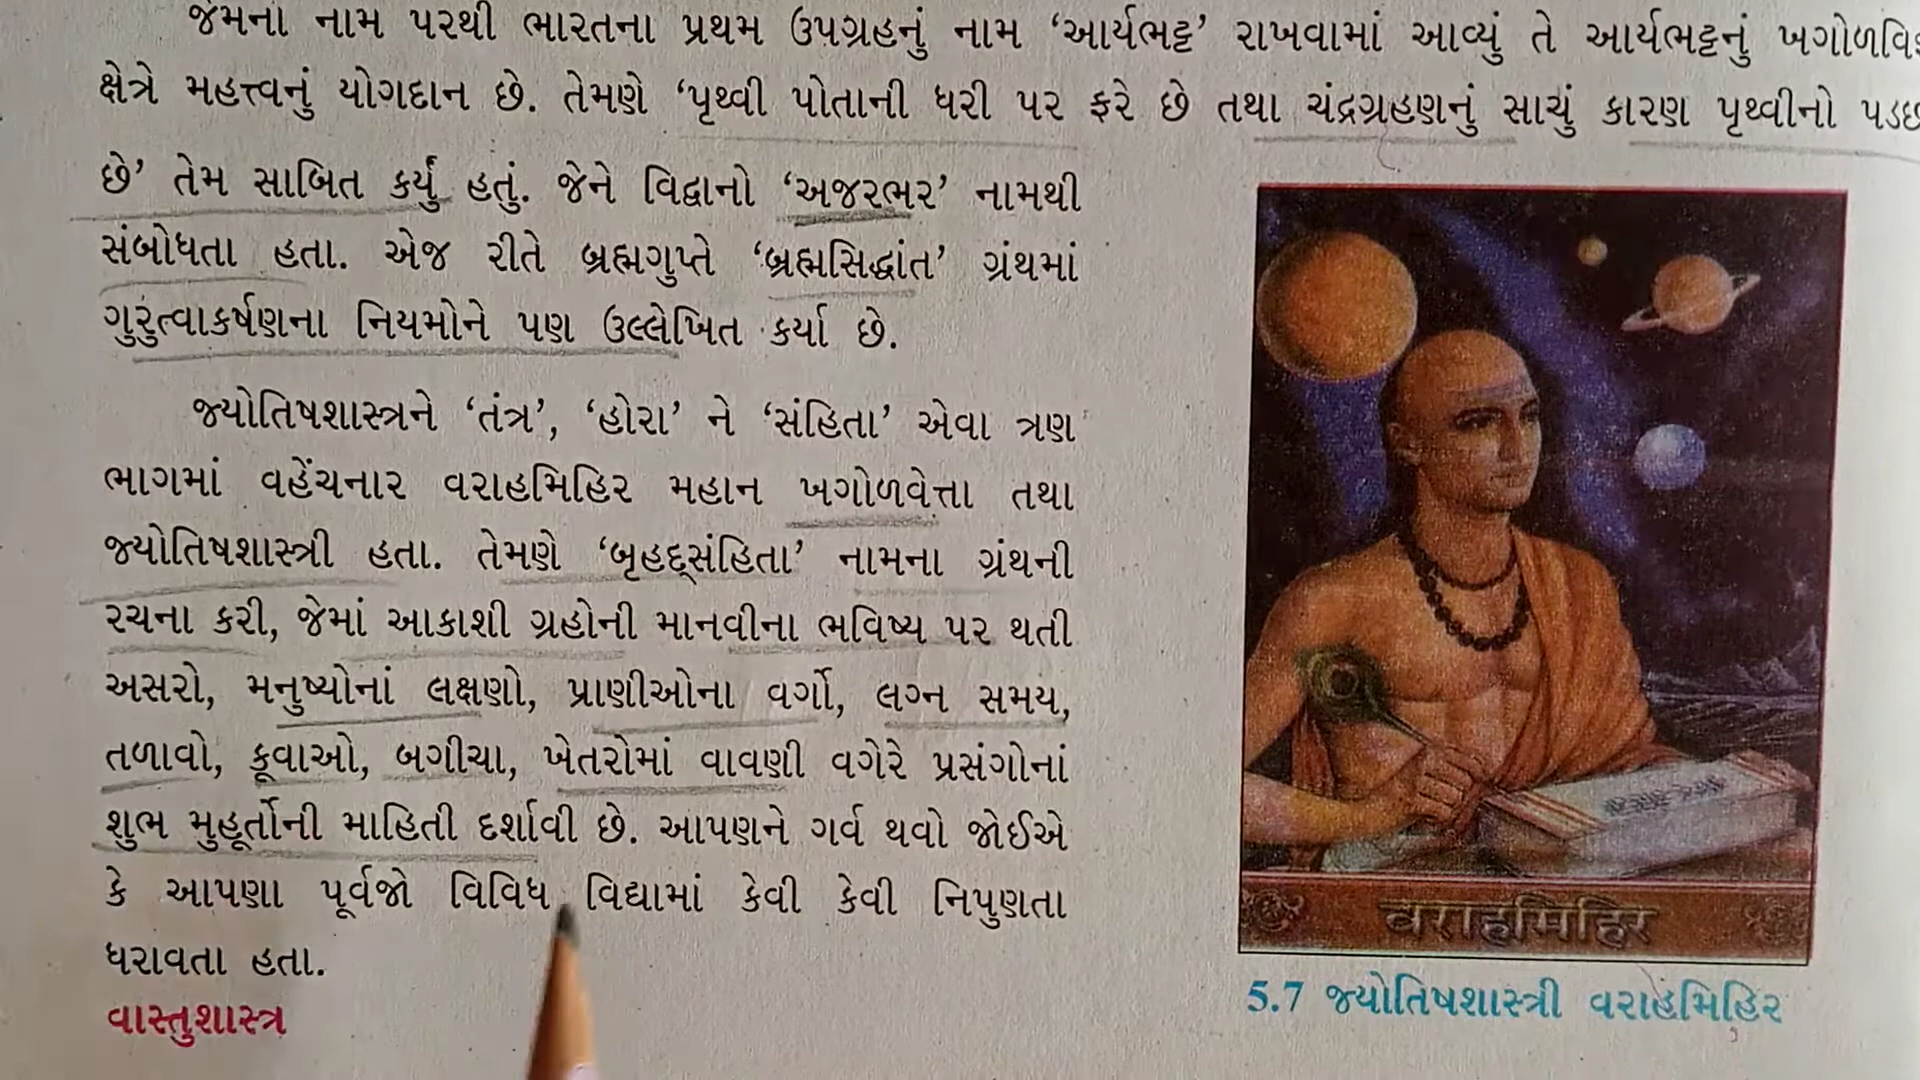 જેમના નામ પરથી ભારતના પ્રથમ ઉપગ્રહનું નામ ‘આર્યભટ્ટ’ રાખવામાં આવ્યું તે આર્યભટ્ટનું
ક્ષેત્રે મહત્ત્વનું યોગદાન છે. તેમણે ‘પૃથ્વી પોતાની ધરી પર ફરે છે તથા ચંદ્રગ્રહણનું સાચું કારણ પૃથ્વીનો
છે’ તેમ સાબિત કર્યું હતું. જેને વિદ્વાનો ‘અજરભર’ નામથી
સંબોધતા હતા. એજ રીતે બ્રહ્મગુપ્તે ‘બ્રહ્મસિદ્ધાંત’ ગ્રંથમાં
ગુરુત્વાકર્ષણના નિયમોને પણ ઉલ્લેખિત કર્યા છે.
જ્યોતિષશાસ્ત્રને ‘તંત્ર’, ‘હોરા’ ને ‘સંહિતા’ એવા ત્રણ
ભાગમાં વહેંચનાર વરાહમિહિર મહાન ખગોળવેત્તા તથા
જ્યોતિષશાસ્ત્રી હતા. તેમણે ‘બૃહદ્સંહિતા’ નામના ગ્રંથની
રચના કરી, જેમાં આકાશી ગ્રહોની માનવીના ભવિષ્ય પર થતી
અસરો, મનુષ્યોનાં લક્ષણો, પ્રાણીઓના વર્ગો, લગ્ન સમય,
તળાવો, કૂવાઓ, બગીચા, ખેતરોમાં વાવણી વગેરે પ્રસંગોનાં
શુભ મુહૂર્તોની માહિતી દર્શાવી છે. આપણને ગર્વ થવો જોઈએ
કે આપણા પૂર્વજો વિવિધ વિદ્યામાં કેવી કેવી નિપુણતા
ધરાવતા હતા.
વાસ્તુશાસ્ત્ર
वराहमिहिर
5.7 જ્યોતિષશાસ્ત્રી વરાહમિહિર